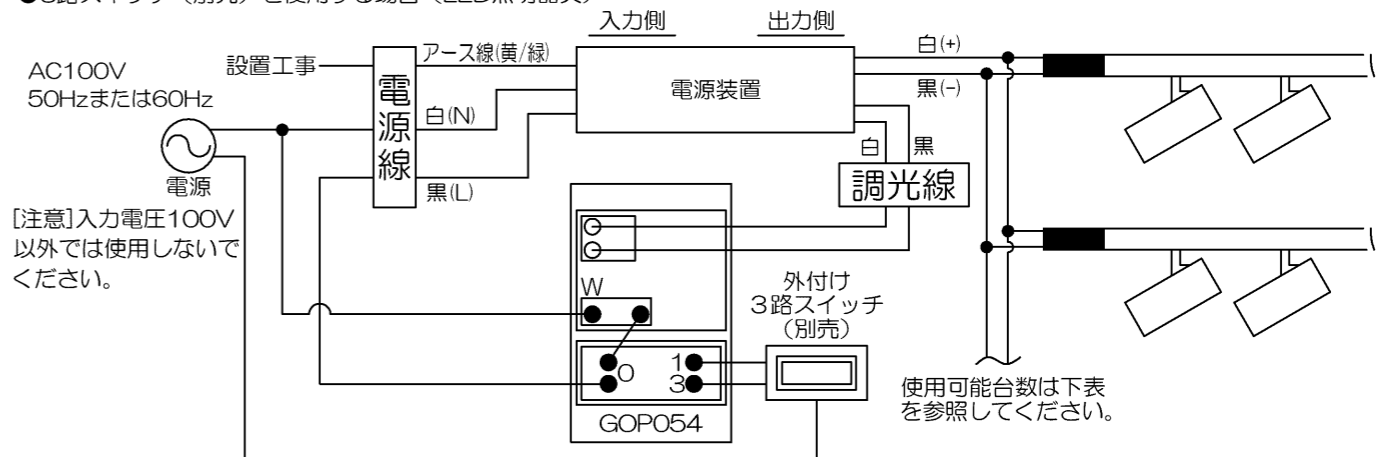 入力側
出力側
AC100V
50Hzまたは60Hz
設置工事
アース線(黄/緑)
電源線
白(N)
黒(L)
電源装置
白(+)
黒(-)
白
黒
調光線
電源
[注意]入力電圧100V
以外では使用しないで
ください。
W
O
1
3
GOP054
外付け
3路スイッチ
(別売)
使用可能台数は下表
を参照してください。